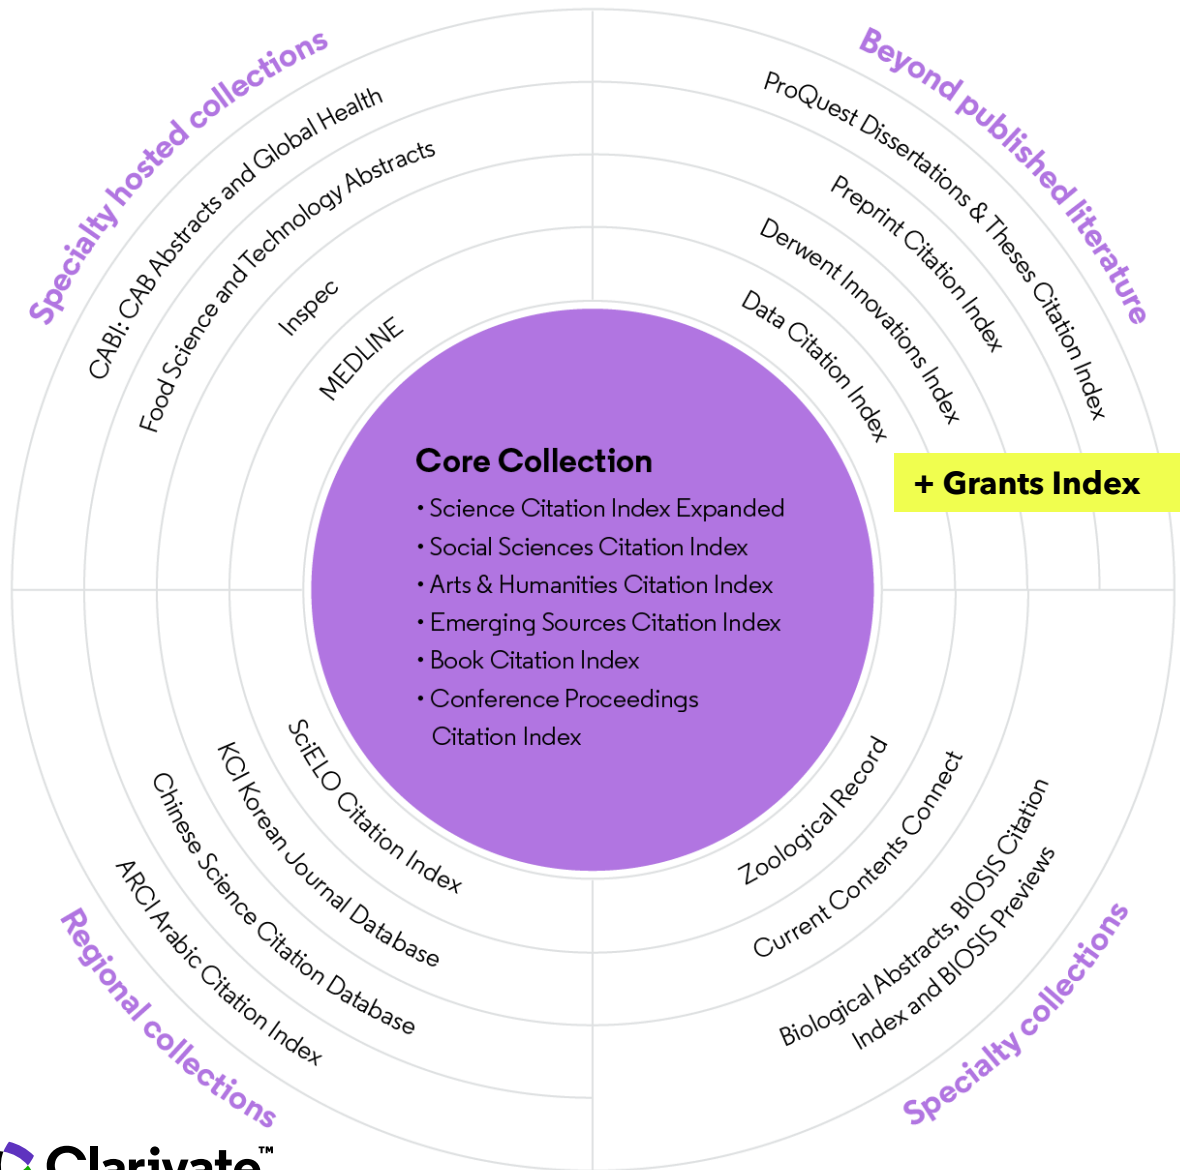 Specialty hosted collections
CABI: CAB Abstracts and Global Health
Food Science and Technology Abstracts
Inspec
MEDLINE
Beyond published literature
ProQuest Dissertations & Theses Citation Index
Preprint Citation Index
Derwent Innovations Index
Data Citation Index
+ Grants Index
Core Collection
• Science Citation Index Expanded
• Social Sciences Citation Index
• Arts & Humanities Citation Index
• Emerging Sources Citation Index
• Book Citation Index
• Conference Proceedings
Citation Index
SciELO Citation Index
KCI Korean Journal Database
Chinese Science Citation Database
ARCI Arabic Citation Index
Regional collections
Zoological Record
Current Contents Connect
Biological Abstracts, BIOSIS Citation
Index and BIOSIS Previews
Specialty collections
Clarivate™